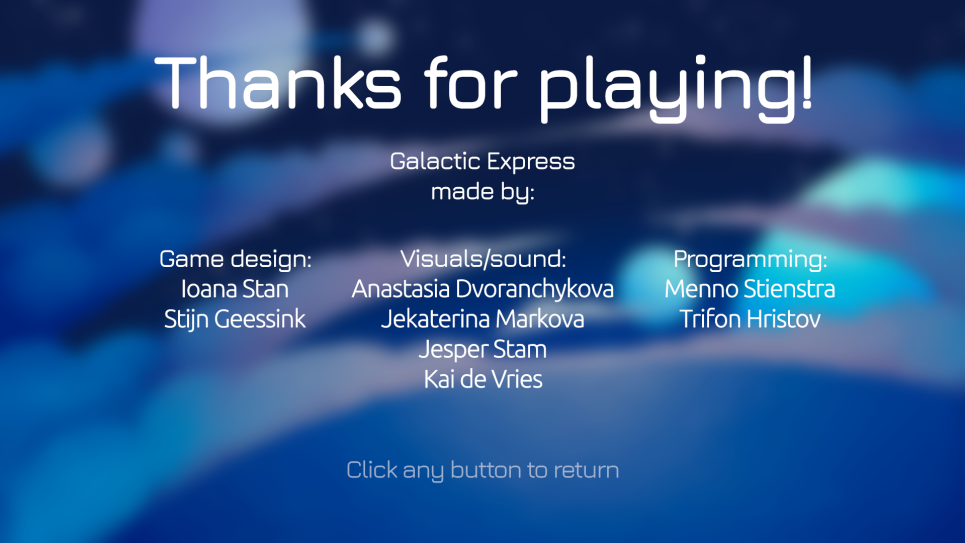 Thanks for playing!
Galactic Express
made by:
Game design:
Ioana Stan
Stijn Geessink
Visuals/sound:
Anastasia Dvoranchykova
Jekaterina Markova
Jesper Stam
Kai de Vries
Programming:
Menno Stienstra
Trifon Hristov
Click any button to return